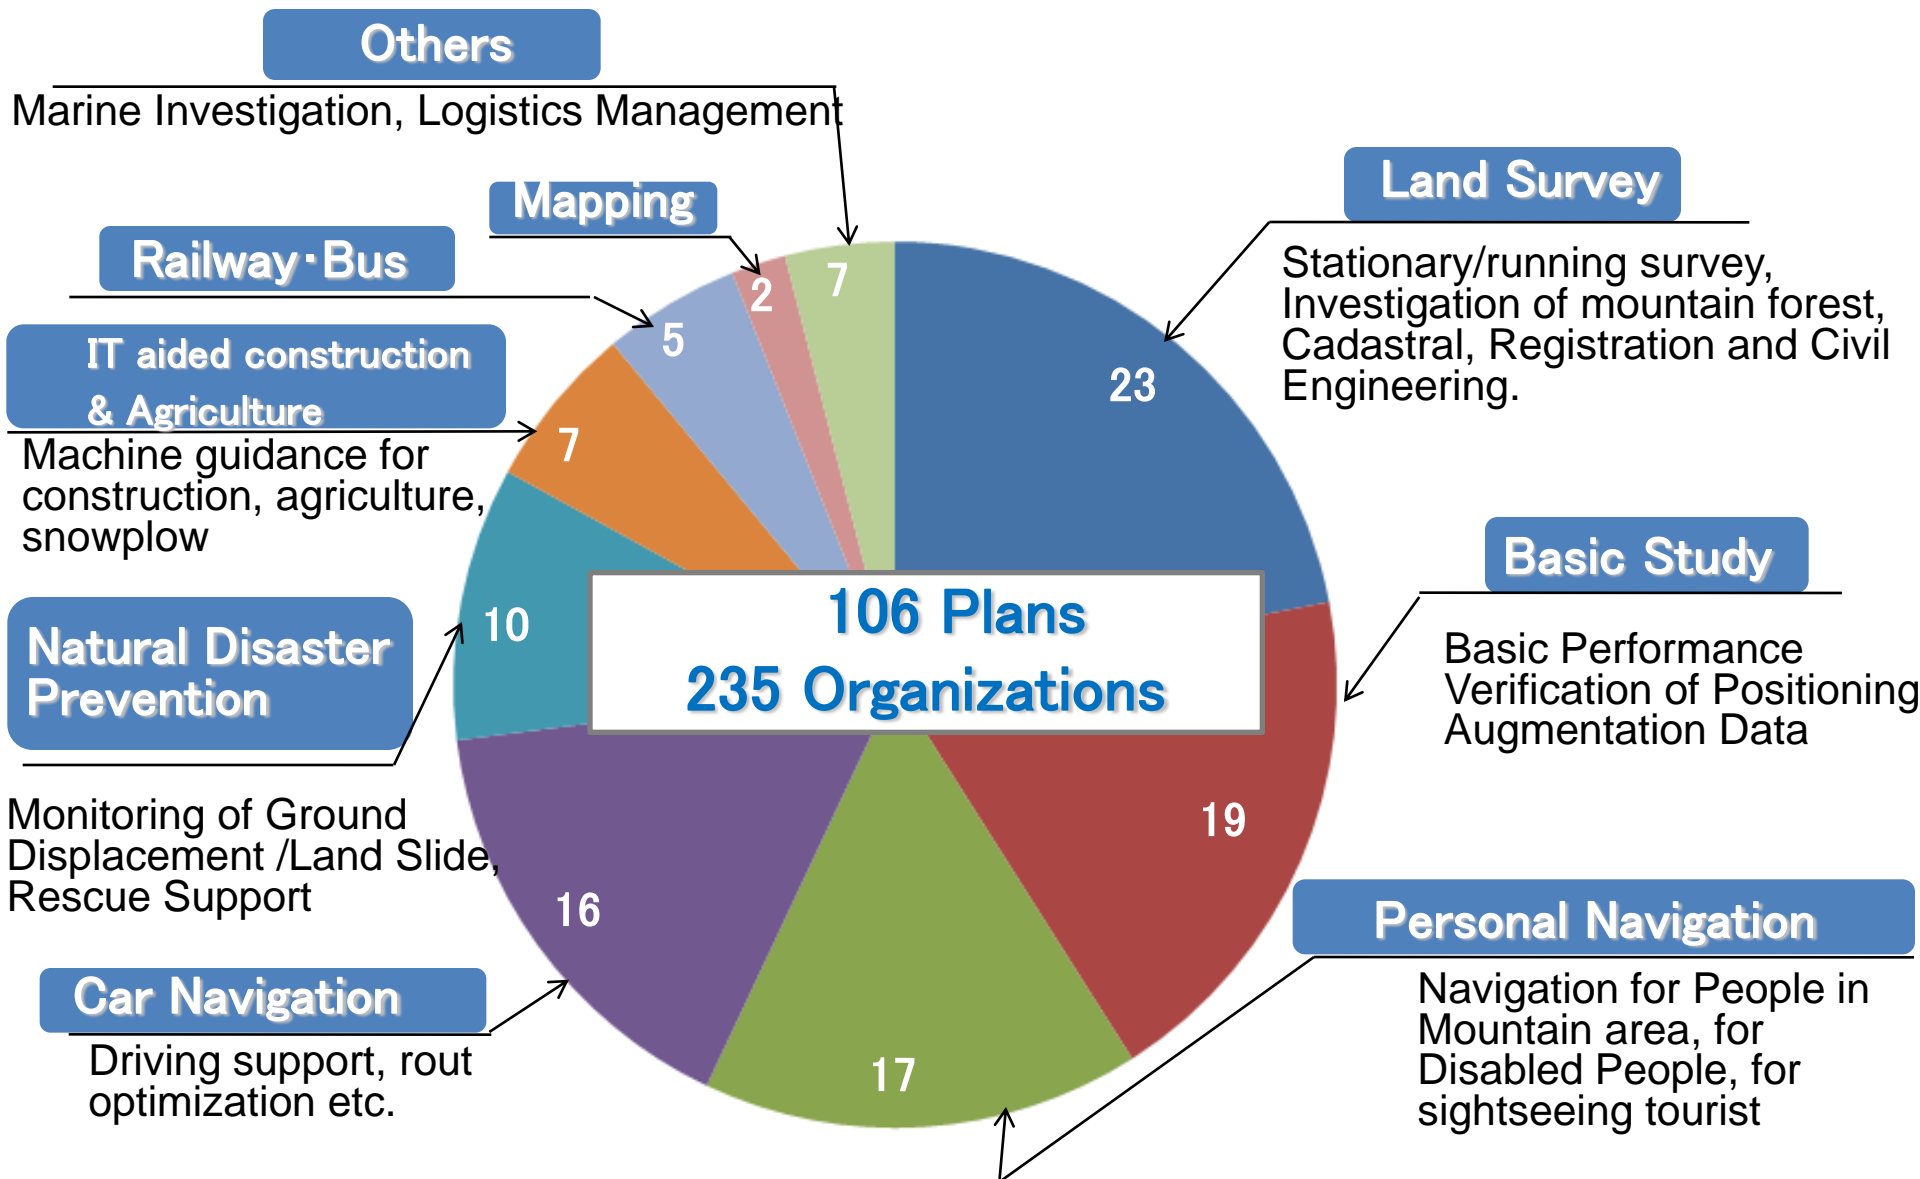 Others
Marine Investigation, Logistics Management
Mapping
Railway・Bus
IT aided construction
& Agriculture
Machine guidance for
construction, agriculture,
snowplow
Natural Disaster
Prevention
Monitoring of Ground
Displacement /Land Slide,
Rescue Support
Car Navigation
Driving support, rout
optimization etc.
Land Survey
Stationary/running survey,
Investigation of mountain forest,
Cadastral, Registration and Civil
Engineering.
Basic Study
Basic Performance
Verification of Positioning
Augmentation Data
Personal Navigation
Navigation for People in
Mountain area, for
Disabled People, for
sightseeing tourist
106 Plans
235 Organizations
23
19
17
16
10
7
5
2
7